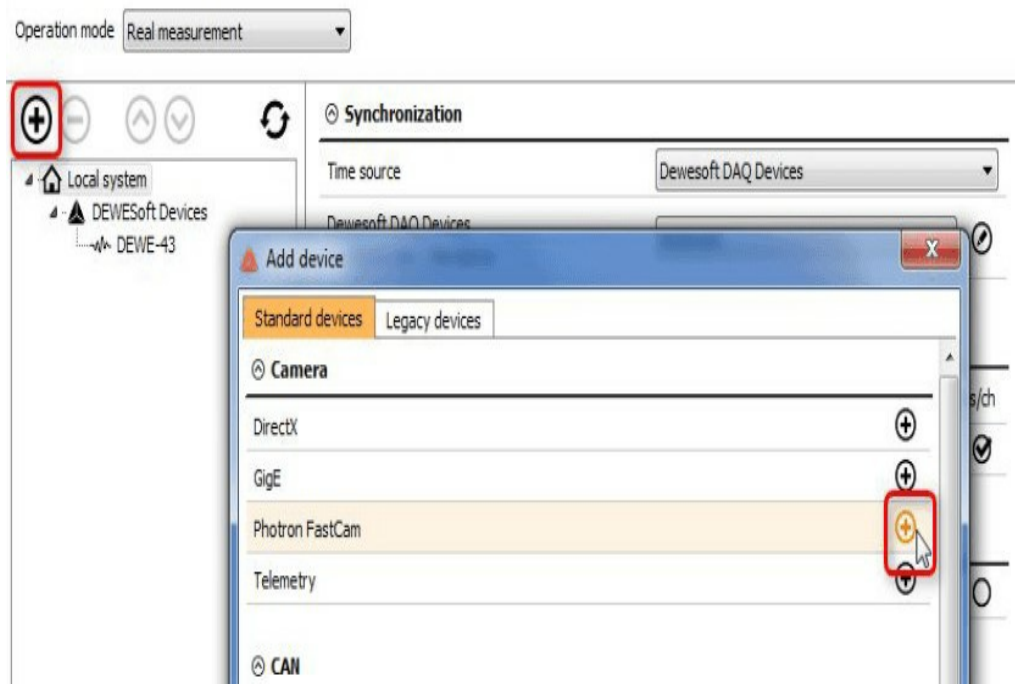 Operation mode Real measurement
Synchronization
Local system
Time source Dewesoft DAQ Devices
DEWESoft Devices
Dewesoft DAQ Devices
DEWE-43
Add device
Standard devices Legacy devices
Camera
s/ch
DirectX
GigE
Photron FastCam
Telemetry
CAN